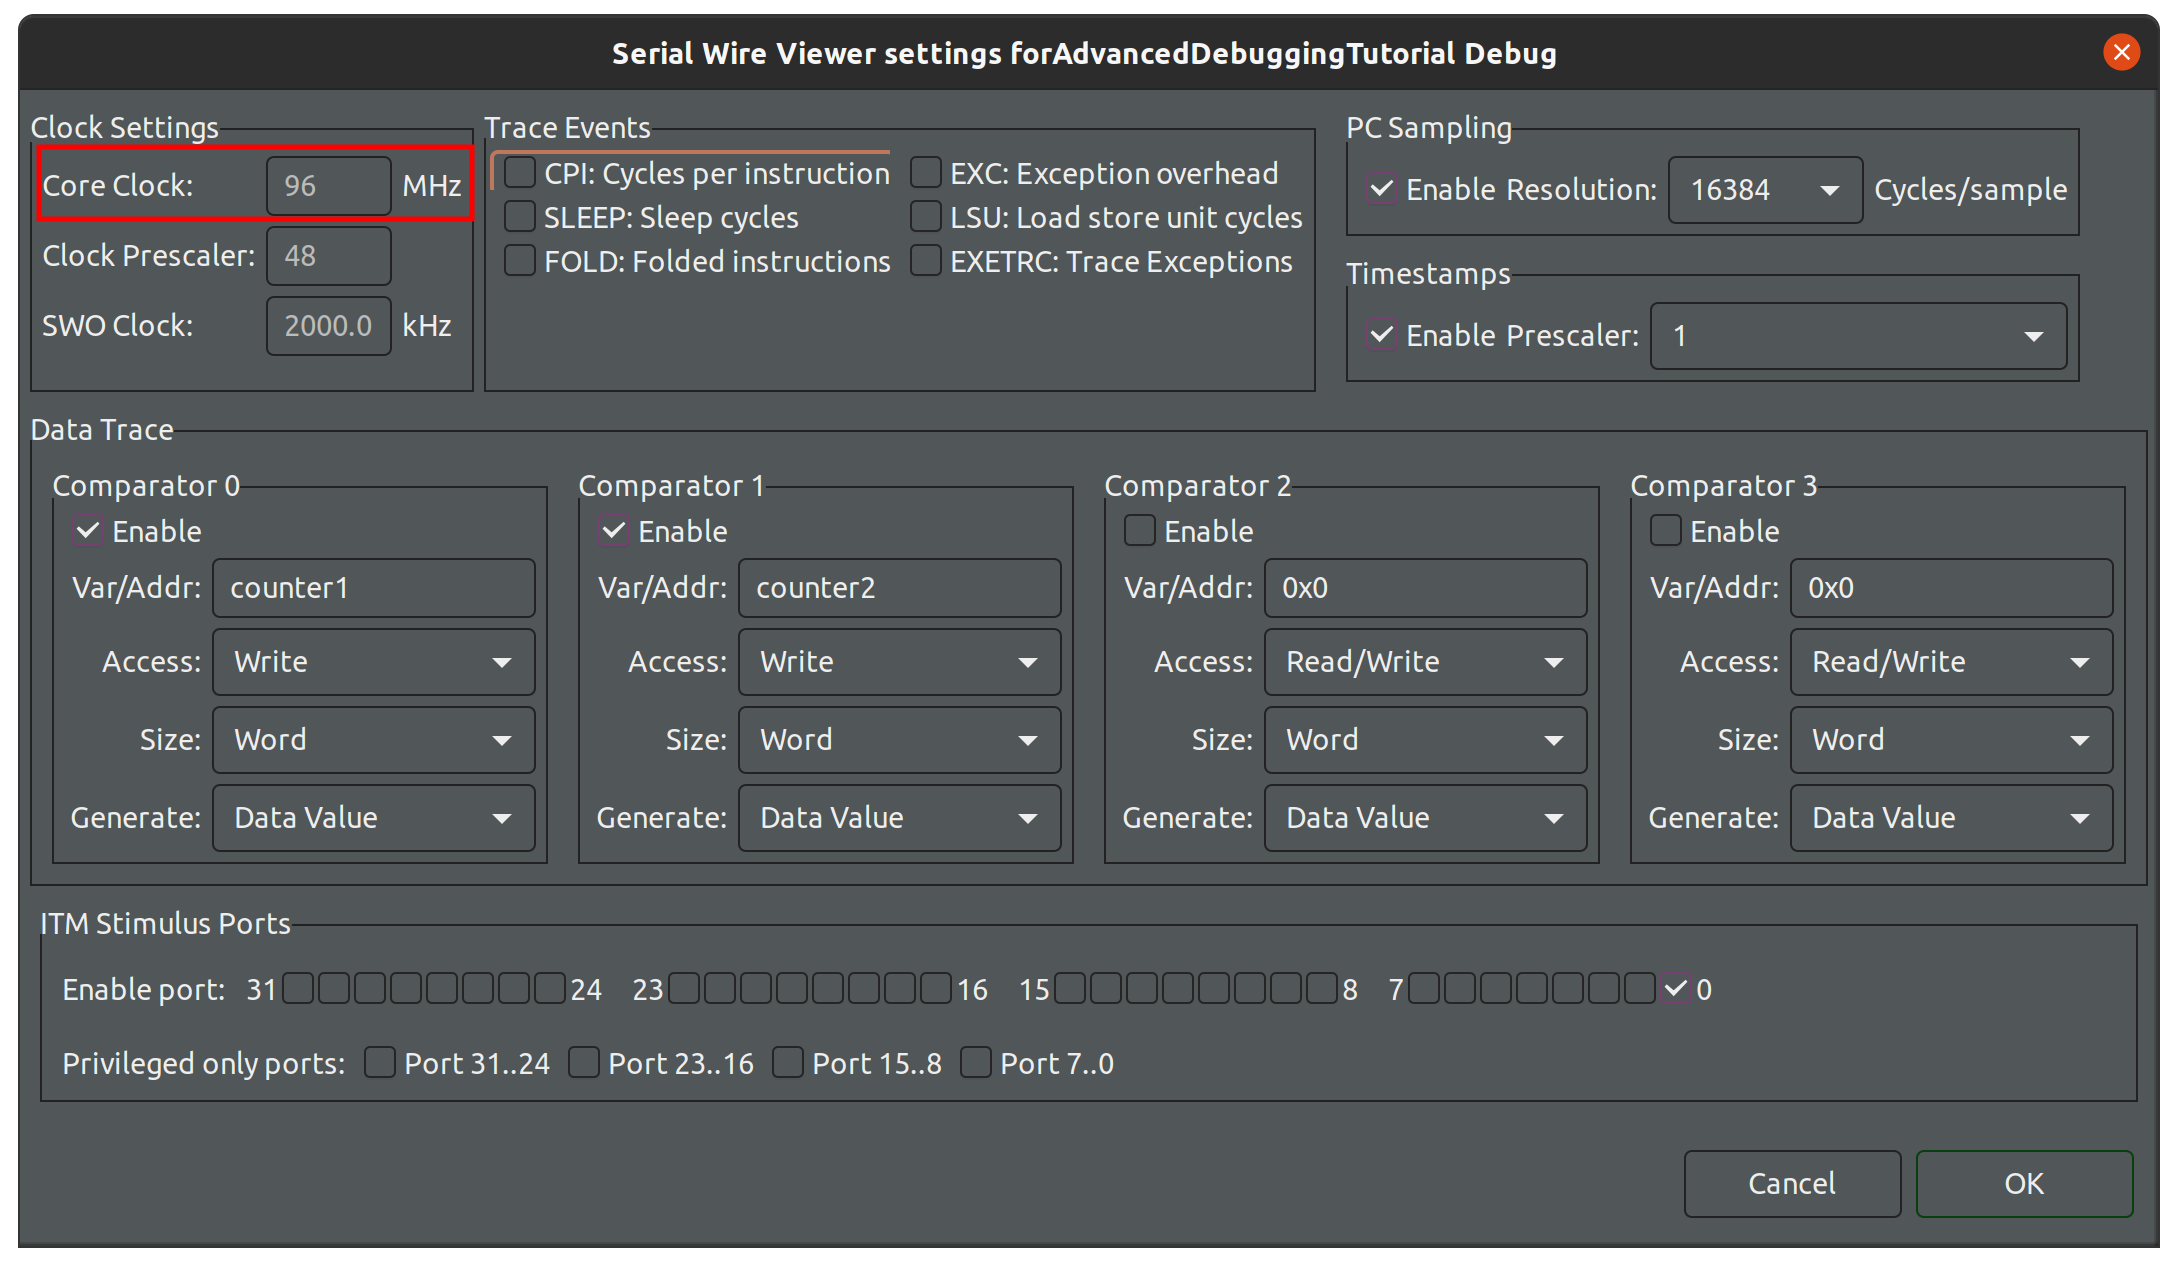 Serial Wire Viewer settings forAdvancedDebuggingTutorial Debug
Clock Settings
Core Clock: 96 MHz
Clock Prescaler: 48
SWO Clock: 2000.0 kHz
Trace Events
CPI: Cycles per instruction EXC: Exception overhead
SLEEP: Sleep cycles LSU: Load store unit cycles
FOLD: Folded instructions EXETRC: Trace Exceptions
PC Sampling
Enable Resolution: 16384 Cycles/sample
Timestamps
Enable Prescaler: 1
Data Trace
Comparator 0
Enable
Var/Addr: counter1
Access: Write
Size: Word
Generate: Data Value
Comparator 1
Enable
Var/Addr: counter2
Access: Write
Size: Word
Generate: Data Value
Comparator 2
Enable
Var/Addr: 0x0
Access: Read/Write
Size: Word
Generate: Data Value
Comparator 3
Enable
Var/Addr: 0x0
Access: Read/Write
Size: Word
Generate: Data Value
ITM Stimulus Ports
Enable port: 31 24 23 16 15 8 7 0
Privileged only ports: Port 31..24 Port 23..16 Port 15..8 Port 7..0
Cancel OK